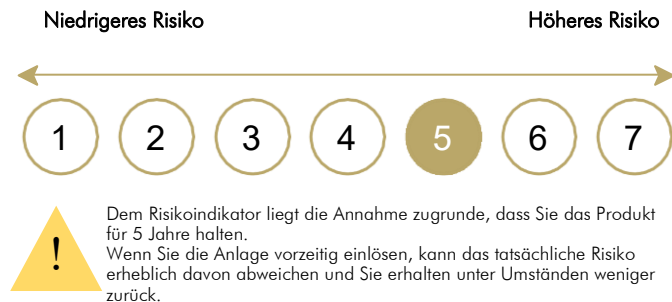 Niedrigeres Risiko Höheres Risiko
1 2 3 4 5 6 7
! Dem Risikoindikator liegt die Annahme zugrunde, dass Sie das Produkt
für 5 Jahre halten.
Wenn Sie die Anlage vorzeitig einlösen, kann das tatsächliche Risiko
erheblich davon abweichen und Sie erhalten unter Umständen weniger
zurück.